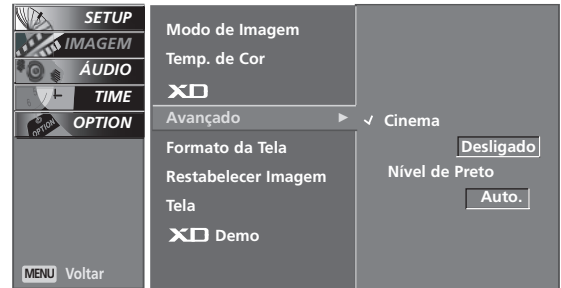 SETUP
IMAGEM
ÁUDIO
TIME
OPTION
OPTION
MENU Voltar
Modo de Imagem
Temp. de Cor
XD
Avançado ► ✓ Cinema
Desligado
Formato da Tela
Nível de Preto
Restabelecer Imagem
Auto.
Tela
XD Demo